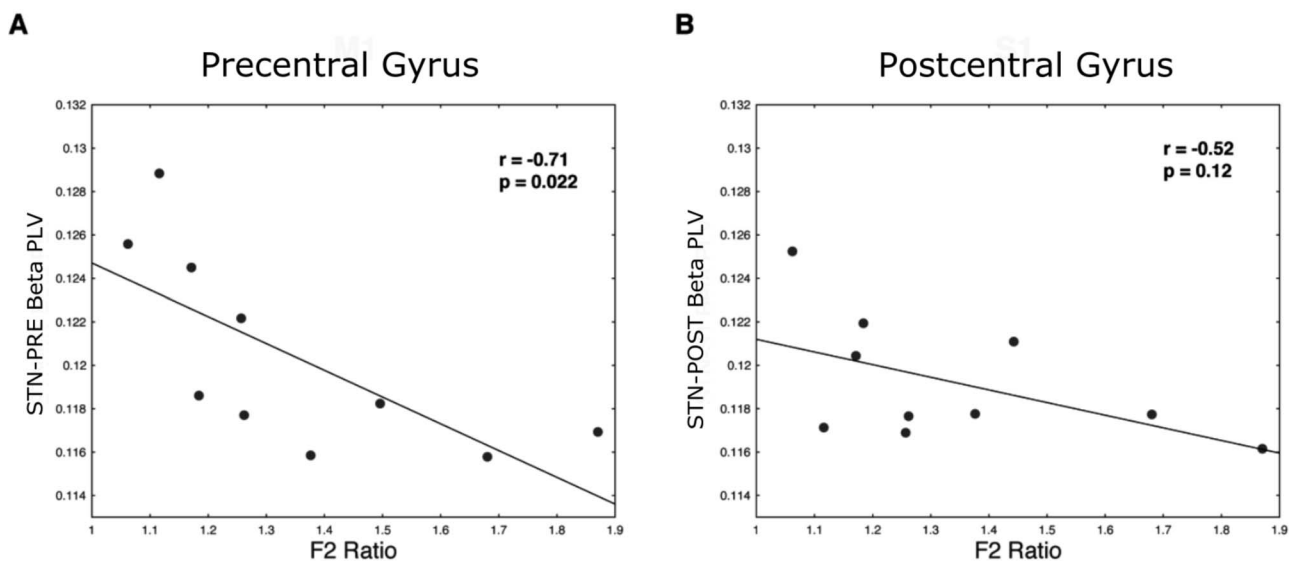 A
Precentral Gyrus
r = -0.71
p = 0.022
STN-PRE Beta PLV
0.132
0.13
0.128
0.126
0.124
0.122
0.12
0.118
0.116
0.114
1 1.1 1.2 1.3 1.4 1.5 1.6 1.7 1.8 1.9
F2 Ratio
B
Postcentral Gyrus
r = -0.52
p = 0.12
STN-POST Beta PLV
0.132
0.13
0.128
0.126
0.124
0.122
0.12
0.118
0.116
0.114
1 1.1 1.2 1.3 1.4 1.5 1.6 1.7 1.8 1.9
F2 Ratio